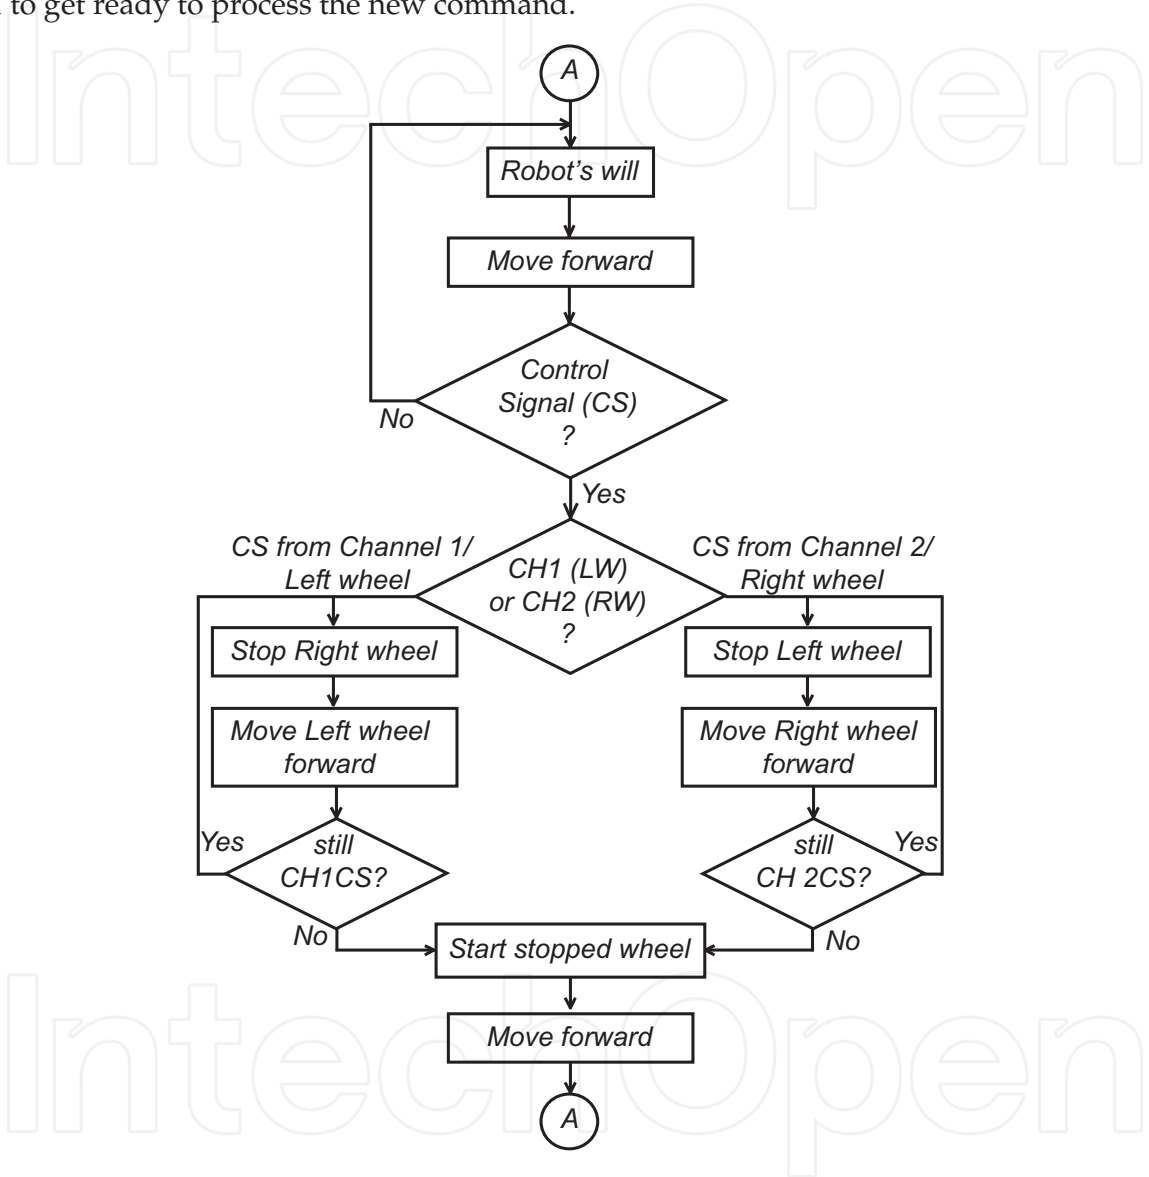 to get ready to process the new command.
IntechOpen
A
Robot's will
Move forward
Control
Signal (CS)
?
No
Yes
CS from Channel 1/
Left wheel
CH1 (LW)
or CH2 (RW)
?
CS from Channel 2/
Right wheel
Stop Right wheel
Stop Left wheel
Move Left wheel
forward
Move Right wheel
forward
Yes
still
CH1CS?
still
CH 2CS?
Yes
No
Start stopped wheel
No
IntechOpen
Move forward
A